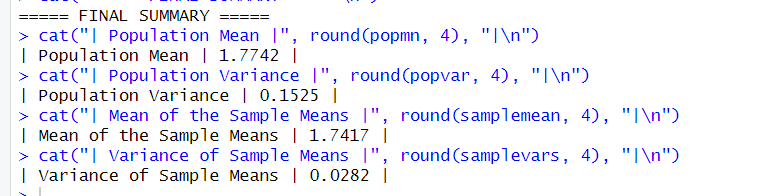 ===== FINAL SUMMARY =====
> cat("| Population Mean |", round(popmn, 4), "|\n")
| Population Mean | 1.7742 |
> cat("| Population Variance |", round(popvar, 4), "|\n")
| Population Variance | 0.1525 |
> cat("| Mean of the Sample Means |", round(samplemean, 4), "|\n")
| Mean of the Sample Means | 1.7417 |
> cat("| Variance of Sample Means |", round(samplevars, 4), "|\n")
| Variance of Sample Means | 0.0282 |
>